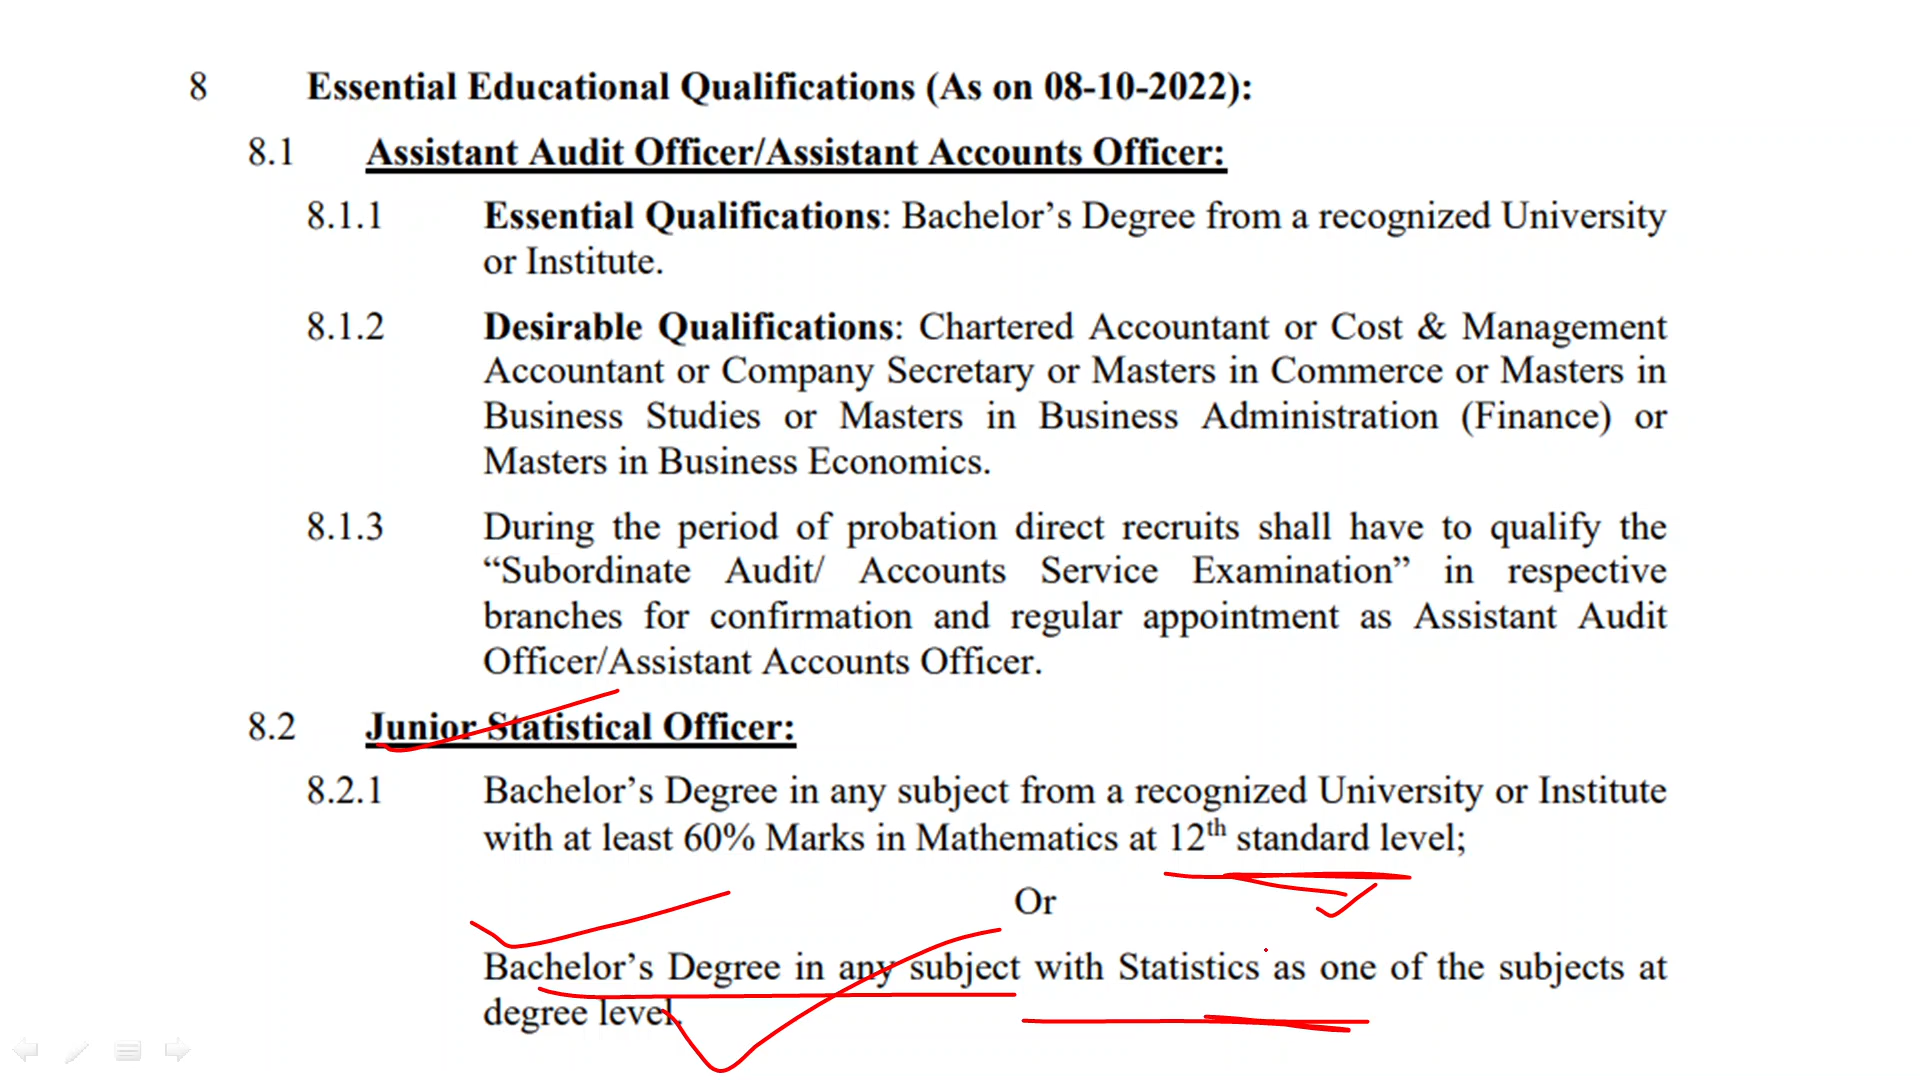 8 Essential Educational Qualifications (As on 08-10-2022):
8.1 Assistant Audit Officer/Assistant Accounts Officer:
8.1.1 Essential Qualifications: Bachelor’s Degree from a recognized University
or Institute.
8.1.2 Desirable Qualifications: Chartered Accountant or Cost & Management
Accountant or Company Secretary or Masters in Commerce or Masters in
Business Studies or Masters in Business Administration (Finance) or
Masters in Business Economics.
8.1.3 During the period of probation direct recruits shall have to qualify the
“Subordinate Audit/ Accounts Service Examination” in respective
branches for confirmation and regular appointment as Assistant Audit
Officer/Assistant Accounts Officer.
8.2 Junior Statistical Officer:
8.2.1 Bachelor’s Degree in any subject from a recognized University or Institute
with at least 60% Marks in Mathematics at 12th standard level;
Or
Bachelor’s Degree in any subject with Statistics as one of the subjects at
degree level.